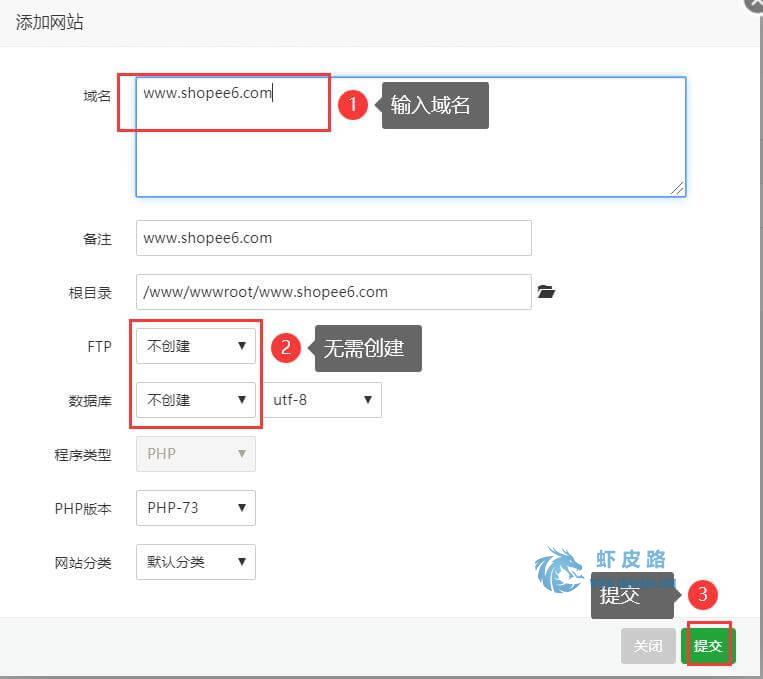 添加网站
域名
www.shopee6.com
1
输入域名
备注
www.shopee6.com
根目录
/www/wwwroot/www.shopee6.com
FTP
不创建
2
无需创建
数据库
不创建
utf-8
程序类型
PHP
PHP版本
PHP-73
网站分类
默认分类
虾皮路
提交
3
关闭
提交